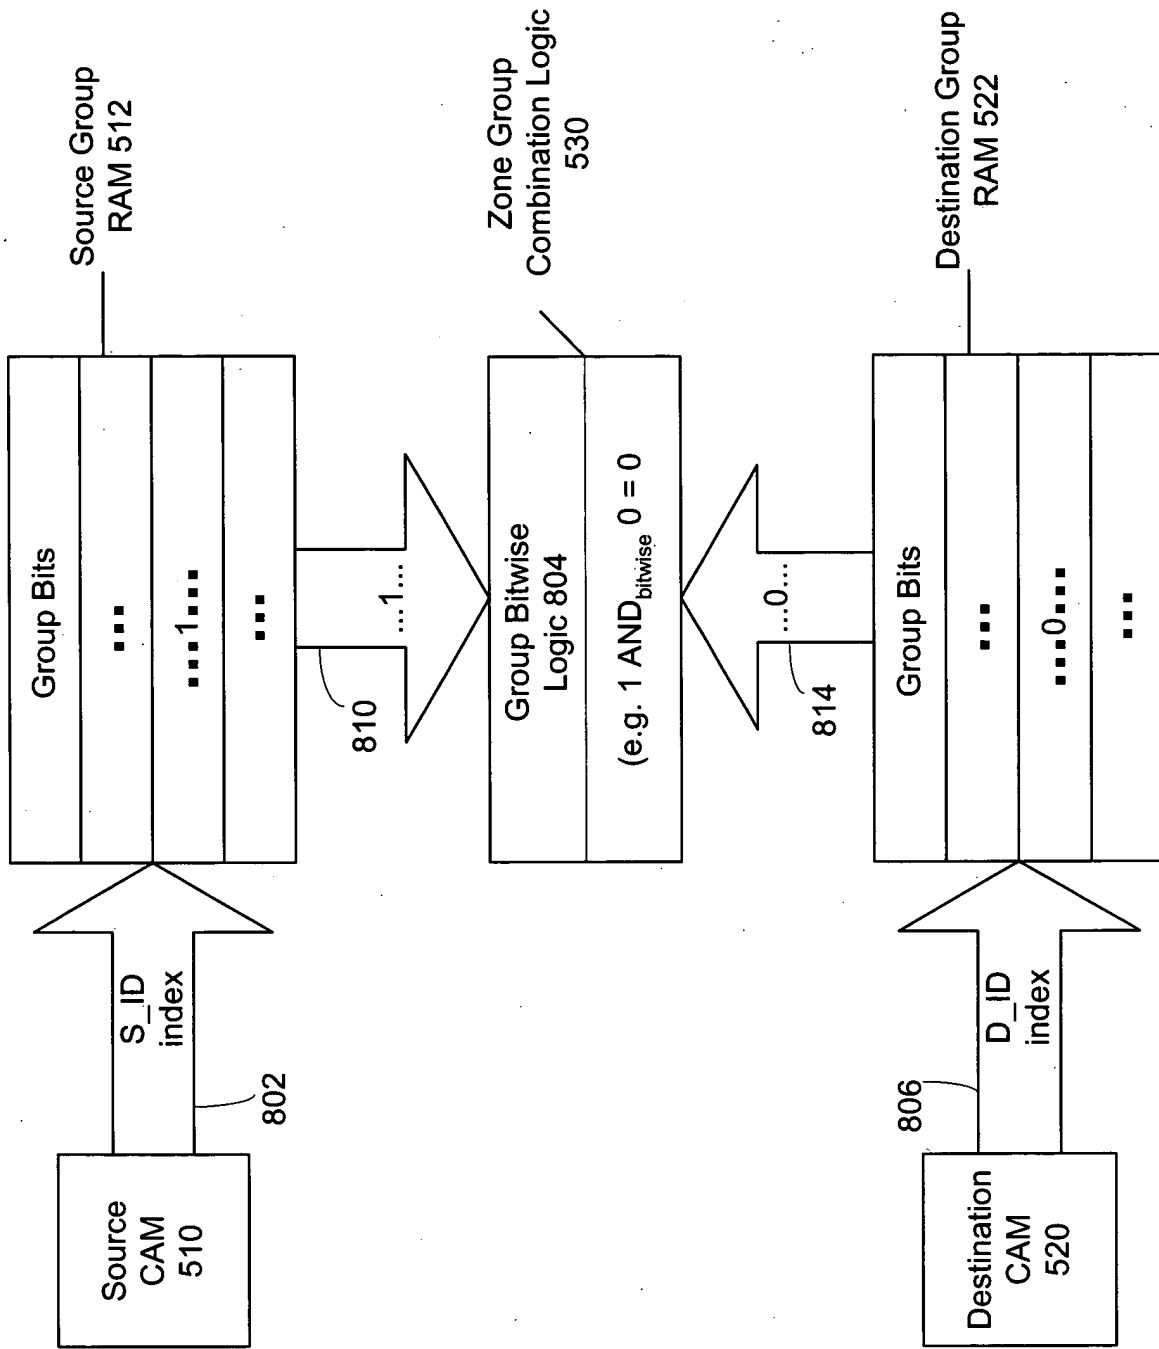 Source
CAM
510
S_ID
index
802
Group Bits
...
....1...
...
Source Group
RAM 512
810
...1...
Group Bitwise
Logic 804
(e.g. 1 AND bitwise 0 = 0
Zone Group
Combination Logic
530
...0...
814
Destination
CAM
520
806
D_ID
index
Group Bits
...
....0...
...
Destination Group
RAM 522